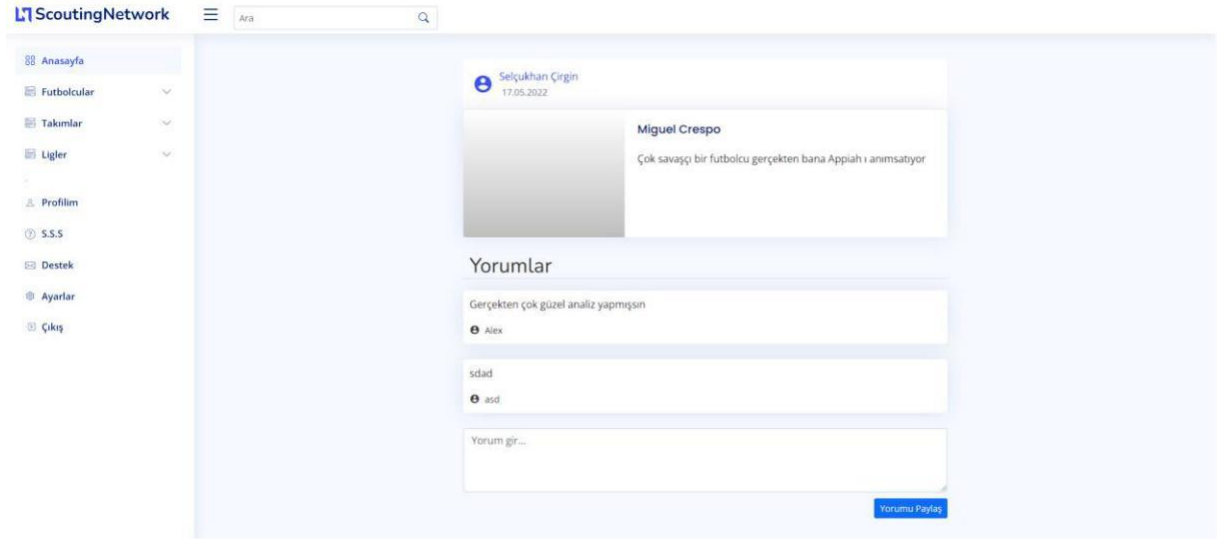 ScoutingNetwork
Ara
Anasayfa
Futbolcular
Takımlar
Ligler
Profilim
S.S.S
Destek
Ayarlar
Çıkış
Selçukhan Çirgin
17.05.2022
Miguel Crespo
Çok savaşçı bir futbolcu gerçekten bana Appiah ı anımsatıyor
Yorumlar
Gerçekten çok güzel analiz yapmışsın
Alex
sdad
asd
Yorum gir...
Yorumu Paylaş